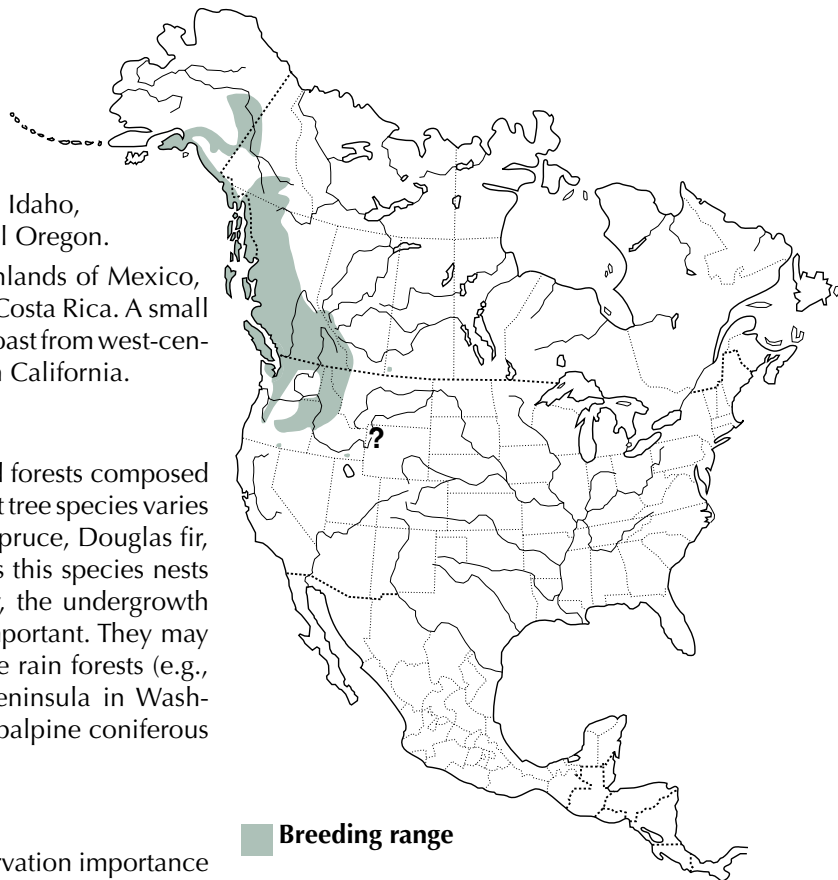 Idaho,
l Oregon.
hlands of Mexico,
Costa Rica. A small
oast from west-cen-
California.
l forests composed
t tree species varies
pruce, Douglas fir,
s this species nests
, the undergrowth
portant. They may
e rain forests (e.g.,
eninsula in Wash-
balpine coniferous
rvation importance
?
Breeding range